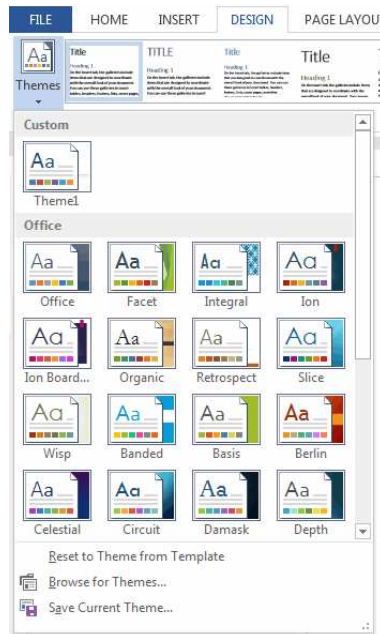 FILE HOME INSERT DESIGN PAGE LAYOU
Themes
Title
Heading 1
TITLE
Heading 1
Title
Heading 1
Title
Heading 1
Custom
Aa
Theme1
Office
Aa Aa Aa Aa
Office Facet Integral Ion
Aa Aa Aa Aa
Ion Board... Organic Retrospect Slice
Aa Aa Aa Aa
Wisp Banded Basis Berlin
Aa Aa Aa Aa
Celestial Circuit Damask Depth
Reset to Theme from Template
Browse for Themes...
Save Current Theme...